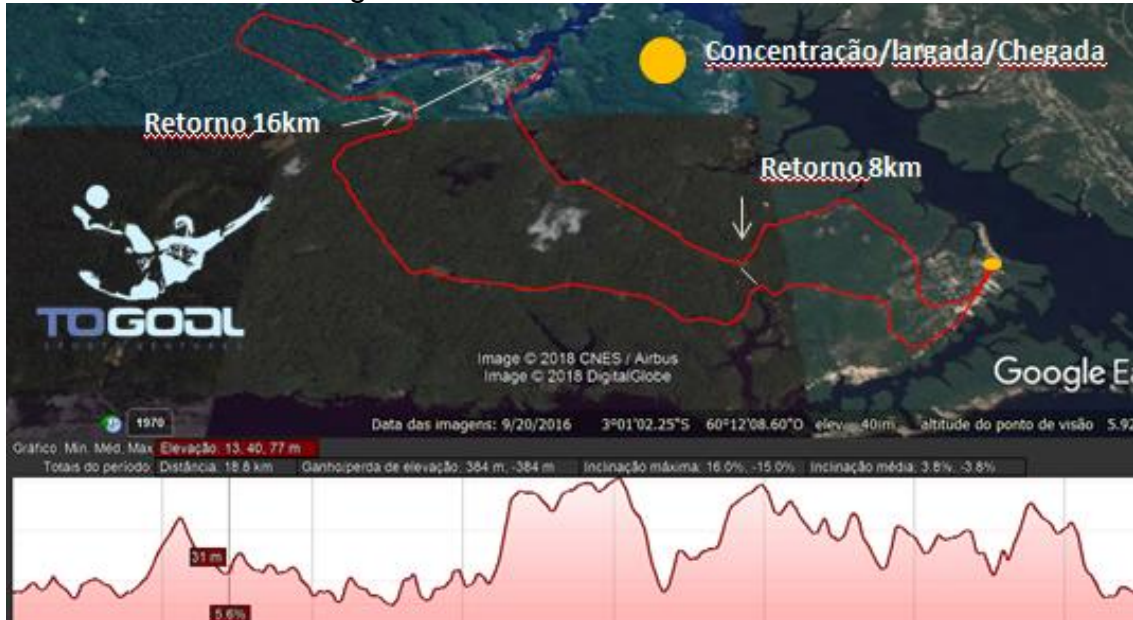 Concentração/largada/Chegada
Retorno 16km
Retorno 8km
TOGOAL
Image © 2018 CNES / Airbus
Image © 2018 DigitalGlobe
Google Ea
1970
Data das imagens: 9/20/2016 3°01'02.25"S 60°12'08.60"O elev 40 m altitude do ponto de visão 5.92
Gráfico: Min, Méd, Max Elevação: 13, 40, 77 m
Totais do período: Distância: 18.8 km Ganho/perda de elevação: 384 m, -384 m Inclinação máxima: 16.0%, -15.0% Inclinação média: 3.8%, -3.8%
31 m
5.6%